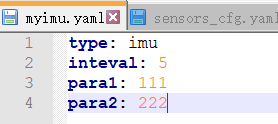 myimu.yaml sensors_cfg.yaml
1 type: imu
2 inteval: 5
3 para1: 111
4 para2: 222